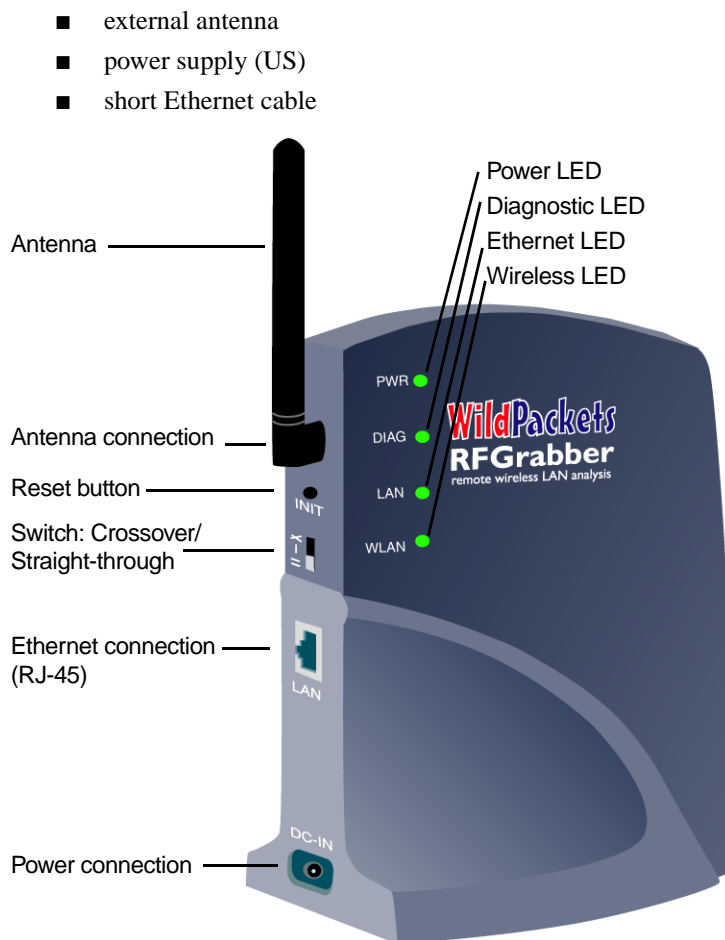 ■ external antenna
■ power supply (US)
■ short Ethernet cable
Power LED
Diagnostic LED
Ethernet LED
Wireless LED
Antenna
Antenna connection
Reset button
Switch: Crossover/
Straight-through
Ethernet connection
(RJ-45)
Power connection
PWR
DIAG
LAN
WLAN
WildPackets
RFGrabber
remote wireless LAN analysis
INIT
X
=
LAN
DC-IN